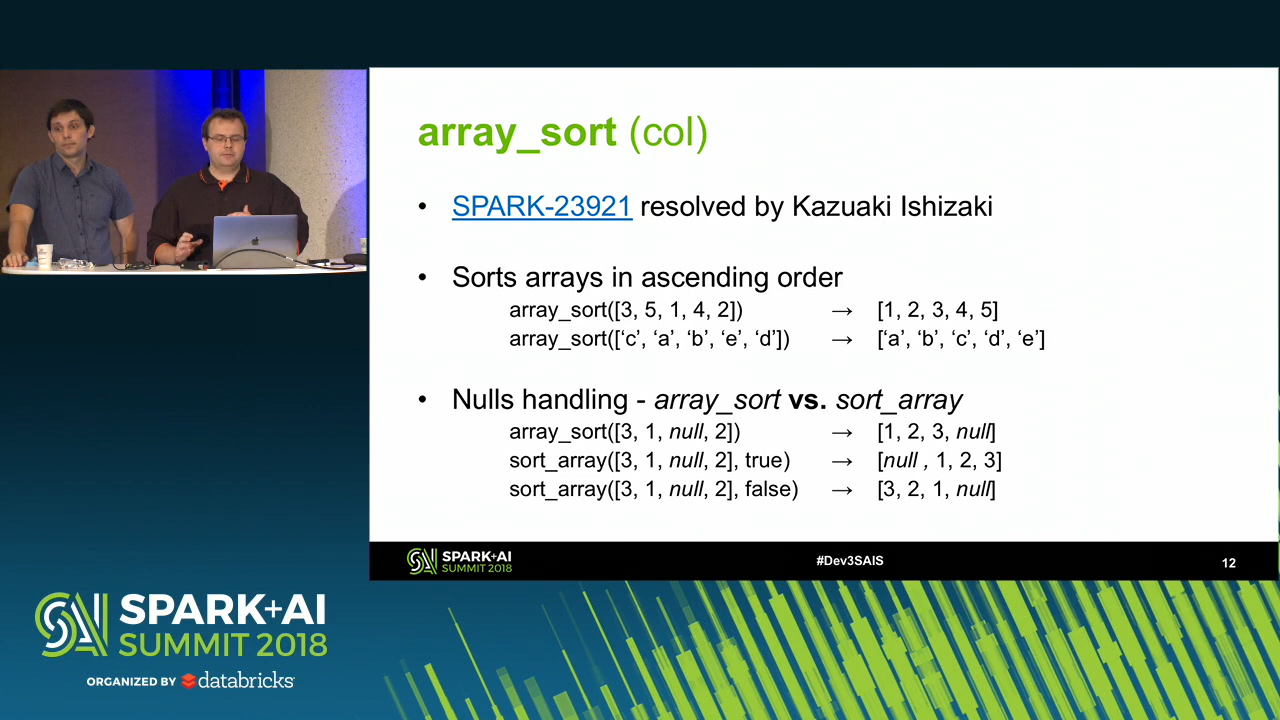 array_sort (col)
• SPARK-23921 resolved by Kazuaki Ishizaki
• Sorts arrays in ascending order
array_sort([3, 5, 1, 4, 2]) → [1, 2, 3, 4, 5]
array_sort([‘c’, ‘a’, ‘b’, ‘e’, ‘d’]) → [‘a’, ‘b’, ‘c’, ‘d’, ‘e’]
• Nulls handling - array_sort vs. sort_array
array_sort([3, 1, null, 2]) → [1, 2, 3, null]
sort_array([3, 1, null, 2], true) → [null , 1, 2, 3]
sort_array([3, 1, null, 2], false) → [3, 2, 1, null]
SPARK+AI
SUMMIT 2018
#Dev3SAIS
12
SPARK+AI
SUMMIT 2018
ORGANIZED BY databricks